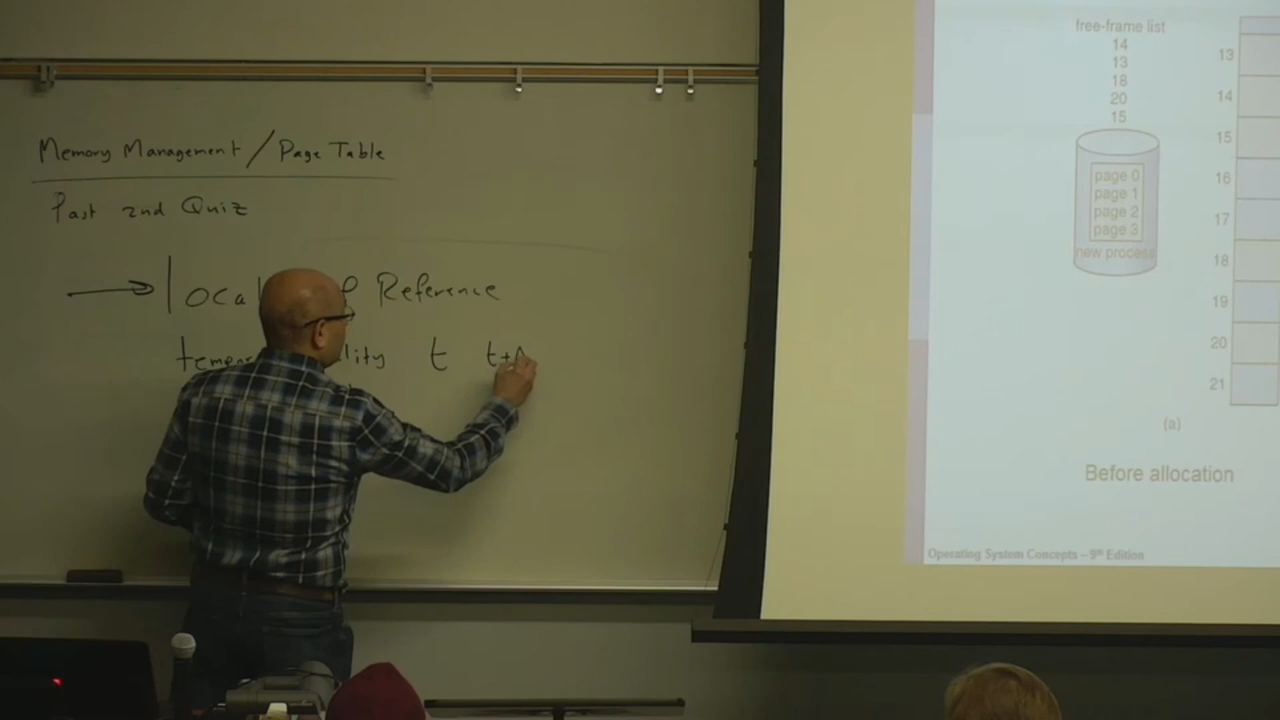 Memory Management / Page Table
Past 2nd Quiz
Reference
t t+
free-frame list
14
13
18
20
15
page 0
page 1
page 2
page 3
new process
13
14
15
16
17
18
19
20
21
(a)
Before allocation
Operating System Concepts – 9th Edition